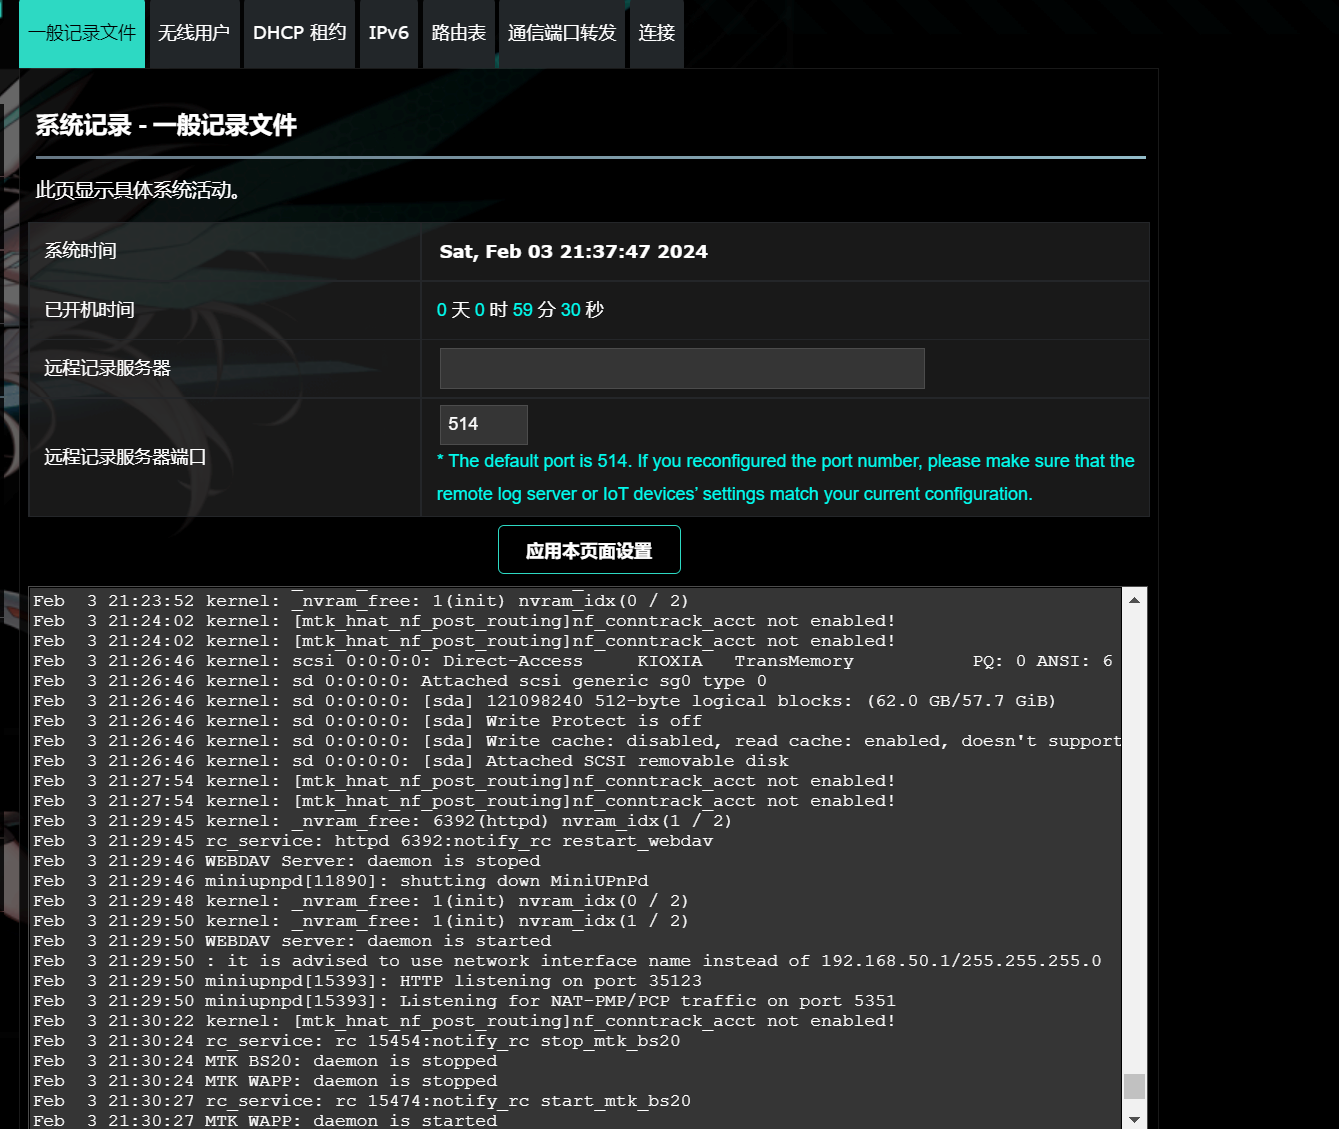 一般记录文件 无线用户 DHCP 租约 IPv6 路由表 通信端口转发 连接
系统记录 - 一般记录文件
此页显示具体系统活动。
系统时间 Sat, Feb 03 21:37:47 2024
已开机时间 0 天 0 时 59 分 30 秒
远程记录服务器
远程记录服务器端口 514
* The default port is 514. If you reconfigured the port number, please make sure that the
remote log server or IoT devices' settings match your current configuration.
应用本页面设置
Feb  3 21:23:52 kernel: _nvram_free: 1(init) nvram_idx(0 / 2)
Feb  3 21:24:02 kernel: [mtk_hnat_nf_post_routing]nf_conntrack_acct not enabled!
Feb  3 21:24:02 kernel: [mtk_hnat_nf_post_routing]nf_conntrack_acct not enabled!
Feb  3 21:26:46 kernel: scsi 0:0:0:0: Direct-Access     KIOXIA   TransMemory           PQ: 0 ANSI: 6
Feb  3 21:26:46 kernel: sd 0:0:0:0: Attached scsi generic sg0 type 0
Feb  3 21:26:46 kernel: sd 0:0:0:0: [sda] 121098240 512-byte logical blocks: (62.0 GB/57.7 GiB)
Feb  3 21:26:46 kernel: sd 0:0:0:0: [sda] Write Protect is off
Feb  3 21:26:46 kernel: sd 0:0:0:0: [sda] Write cache: disabled, read cache: enabled, doesn't support
Feb  3 21:26:46 kernel: sd 0:0:0:0: [sda] Attached SCSI removable disk
Feb  3 21:27:54 kernel: [mtk_hnat_nf_post_routing]nf_conntrack_acct not enabled!
Feb  3 21:27:54 kernel: [mtk_hnat_nf_post_routing]nf_conntrack_acct not enabled!
Feb  3 21:29:45 kernel: _nvram_free: 6392(httpd) nvram_idx(1 / 2)
Feb  3 21:29:45 rc_service: httpd 6392:notify_rc restart_webdav
Feb  3 21:29:46 WEBDAV Server: daemon is stoped
Feb  3 21:29:46 miniupnpd[11890]: shutting down MiniUPnPd
Feb  3 21:29:48 kernel: _nvram_free: 1(init) nvram_idx(0 / 2)
Feb  3 21:29:50 kernel: _nvram_free: 1(init) nvram_idx(1 / 2)
Feb  3 21:29:50 WEBDAV server: daemon is started
Feb  3 21:29:50 : it is advised to use network interface name instead of 192.168.50.1/255.255.255.0
Feb  3 21:29:50 miniupnpd[15393]: HTTP listening on port 35123
Feb  3 21:29:50 miniupnpd[15393]: Listening for NAT-PMP/PCP traffic on port 5351
Feb  3 21:30:22 kernel: [mtk_hnat_nf_post_routing]nf_conntrack_acct not enabled!
Feb  3 21:30:24 rc_service: rc 15454:notify_rc stop_mtk_bs20
Feb  3 21:30:24 MTK BS20: daemon is stopped
Feb  3 21:30:24 MTK WAPP: daemon is stopped
Feb  3 21:30:27 rc_service: rc 15474:notify_rc start_mtk_bs20
Feb  3 21:30:27 MTK WAPP: daemon is started